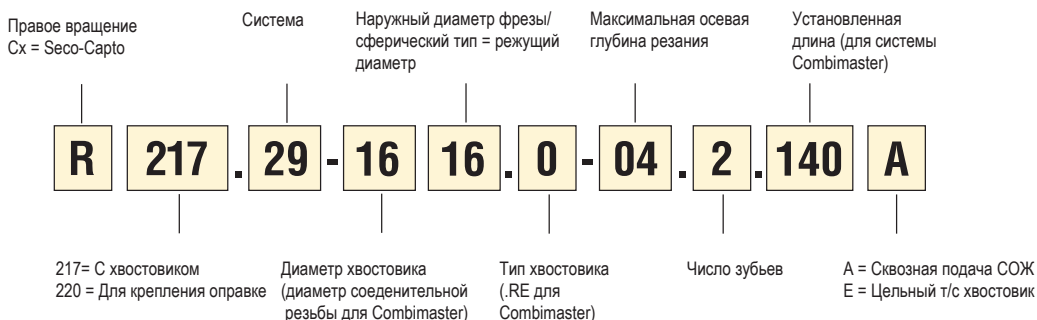 Правое вращение
Cx = Seco-Capto
Система
Наружный диаметр фрезы/
сферический тип = режущий
диаметр
Максимальная осевая
глубина резания
Установленная
длина (для системы
Combimaster)
R 217.29-16 16.0-04.2.140 A
217= С хвостовиком
220 = Для крепления оправке
Диаметр хвостовика
(диаметр соеденительной
резьбы для Combimaster)
Тип хвостовика
(.RE для
Combimaster)
Число зубьев
A = Сквозная подача СОЖ
E = Цельный т/с хвостовик